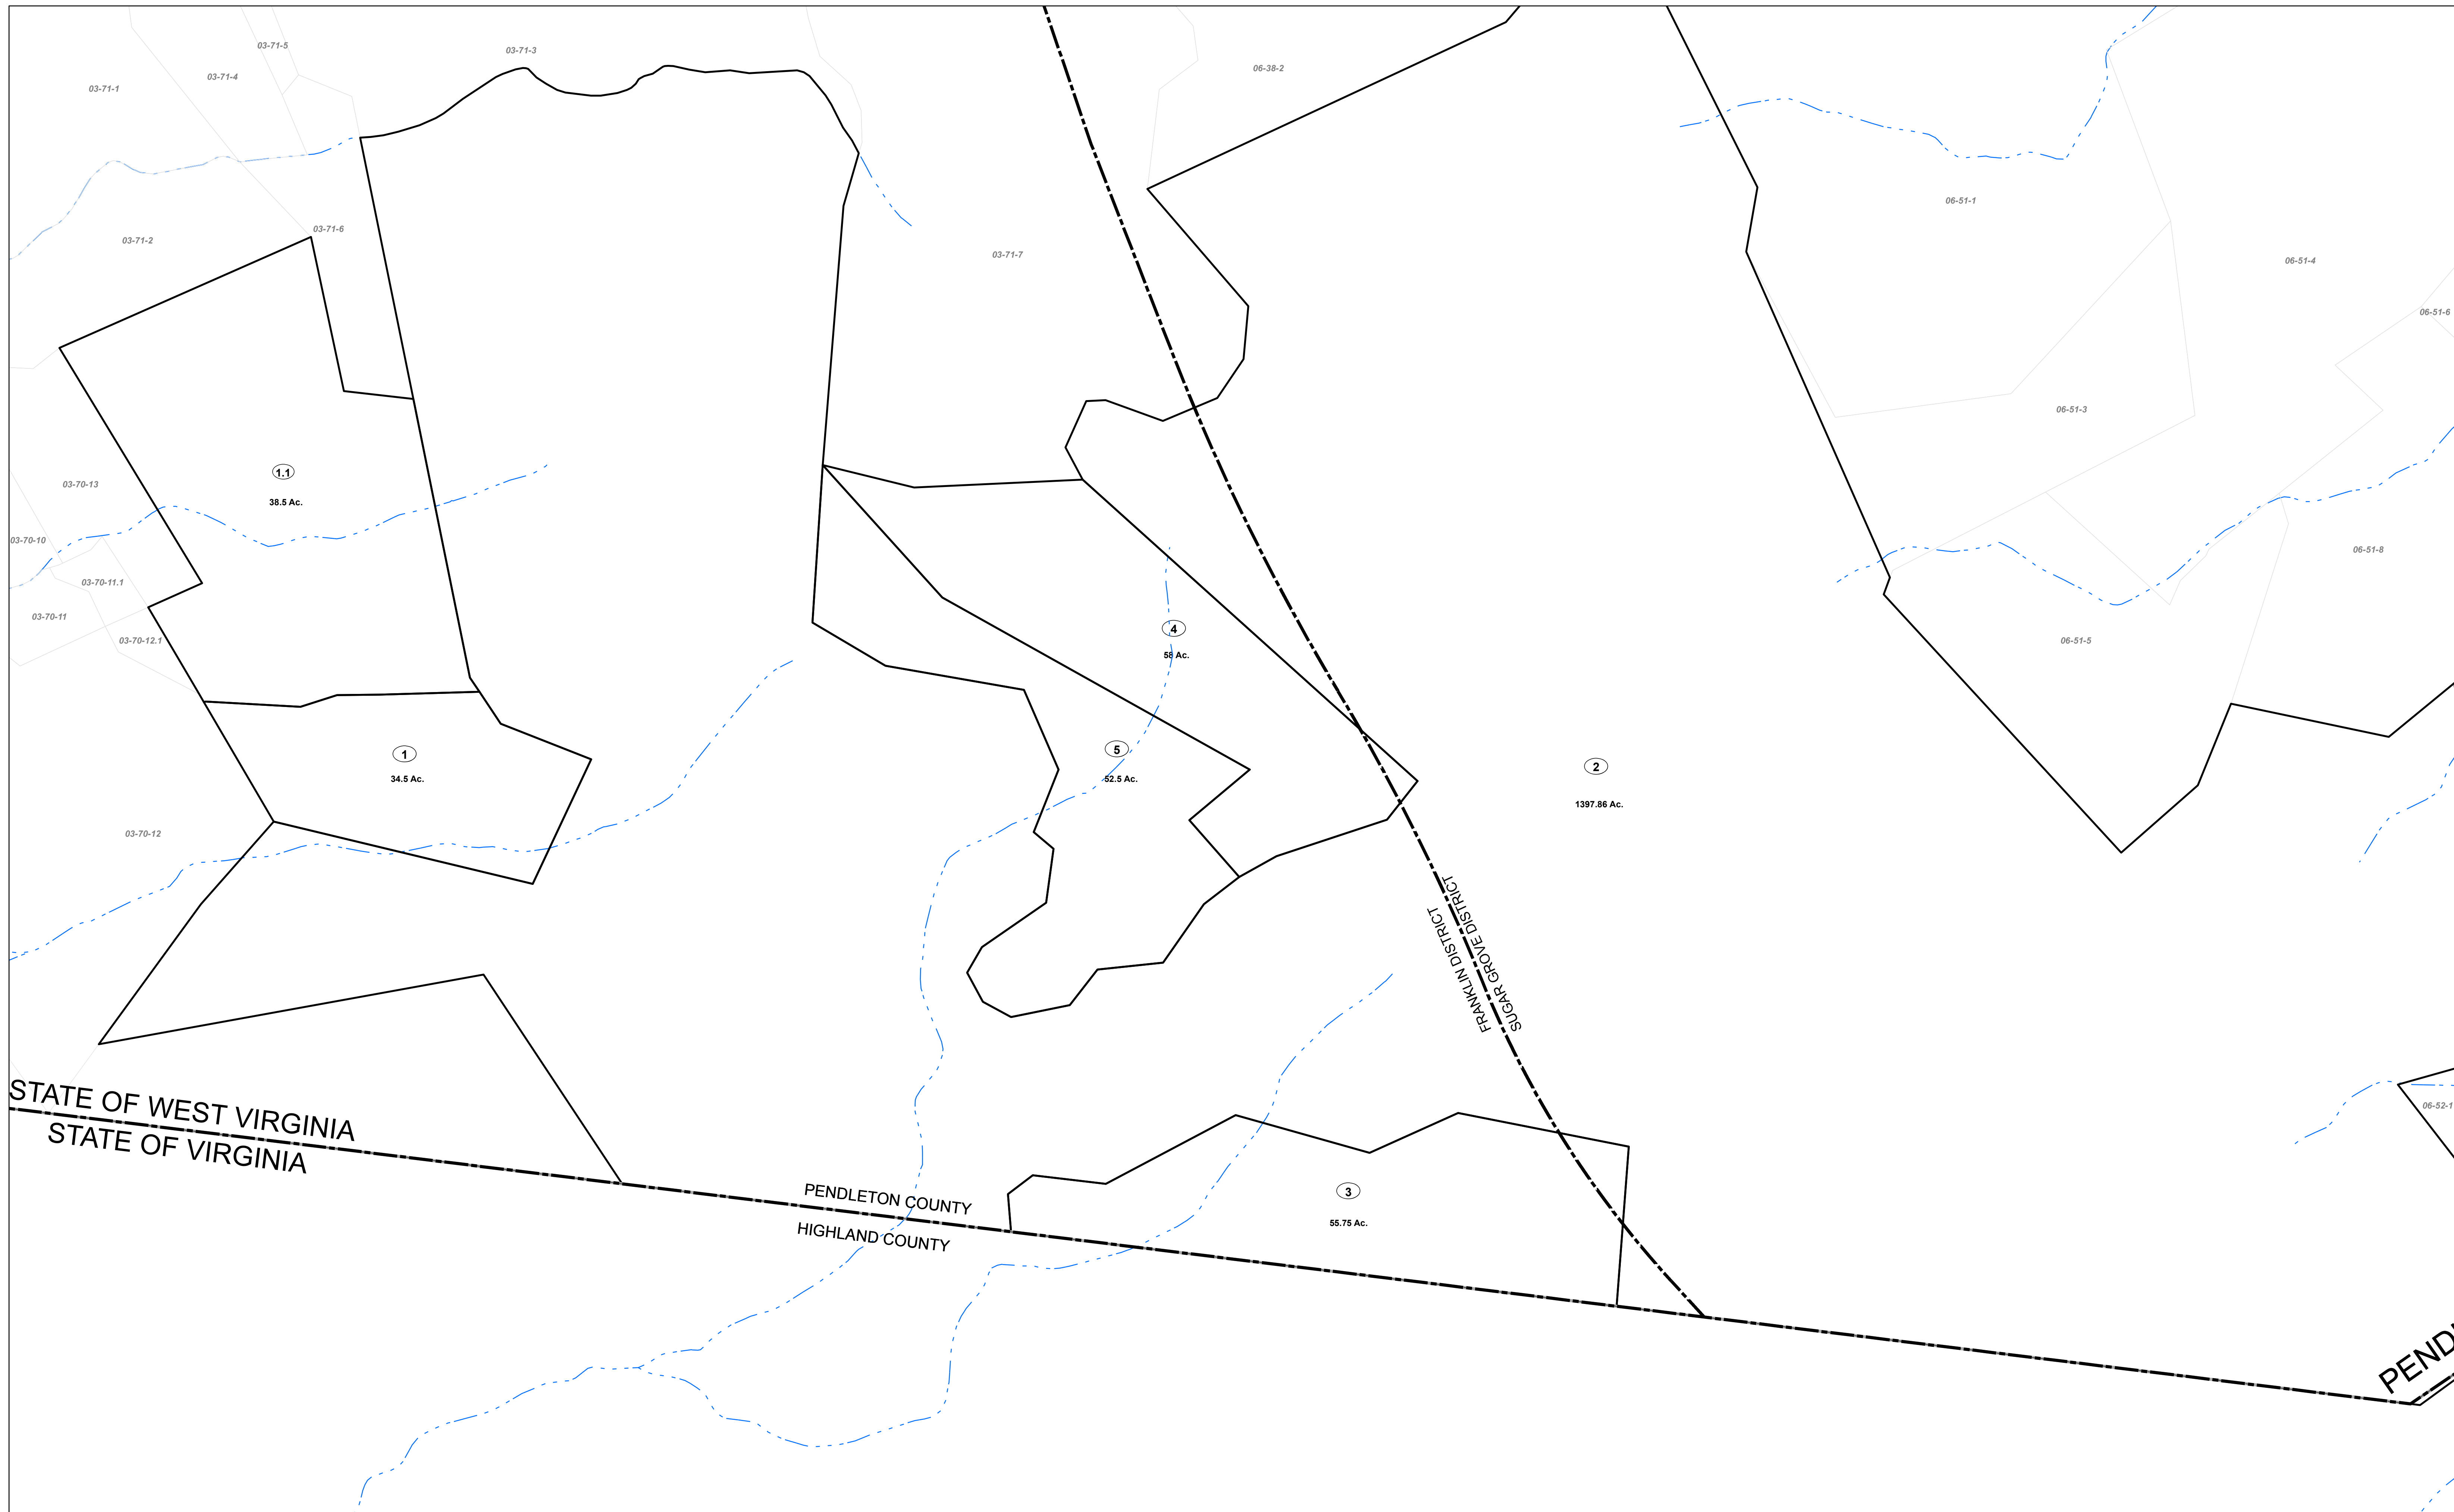 03-71-5
03-71-3
03-71-4
03-71-1
06-38-2
06-51-1
03-71-6
03-71-2
03-71-7
06-51-4
06-51-6
06-51-3
1.1
38.5 Ac.
03-70-13
03-70-10
06-51-8
03-70-11.1
03-70-11
03-70-12.1
4
58 Ac.
06-51-5
1
34.5 Ac.
5
52.5 Ac.
2
1397.86 Ac.
03-70-12
FRANKLIN DISTRICT
SUGAR GROVE DISTRICT
STATE OF WEST VIRGINIA
STATE OF VIRGINIA
06-52-1
PENDLETON COUNTY
HIGHLAND COUNTY
3
55.75 Ac.
PEND